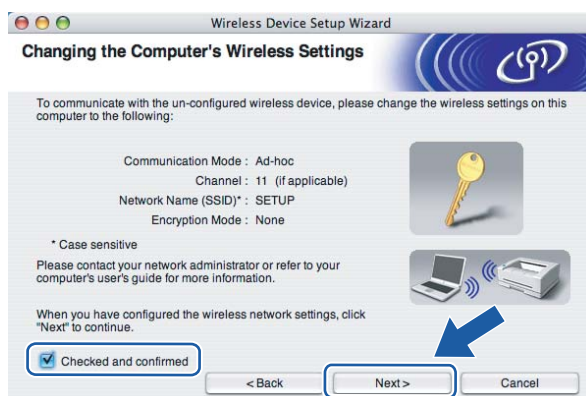 Wireless Device Setup Wizard
Changing the Computer's Wireless Settings
To communicate with the un-configured wireless device, please change the wireless settings on this
computer to the following:
Communication Mode : Ad-hoc
Channel : 11 (if applicable)
Network Name (SSID)* : SETUP
Encryption Mode : None
* Case sensitive
Please contact your network administrator or refer to your
computer's user's guide for more information.
When you have configured the wireless network settings, click
"Next" to continue.
Checked and confirmed
< Back Next > Cancel